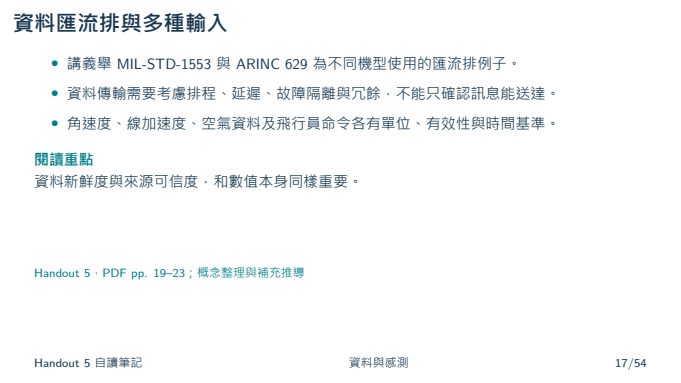 資料匯流排與多種輸入
• 講義舉 MIL-STD-1553 與 ARINC 629 為不同機型使用的匯流排例子。
• 資料傳輸需要考慮排程、延遲、故障隔離與冗餘，不能只確認訊息能送達。
• 角速度、線加速度、空氣資料及飛行員命令各有單位、有效性與時間基準。
閱讀重點
資料新鮮度與來源可信度，和數值本身同樣重要。
Handout 5 · PDF pp. 19–23；概念整理與補充推導
Handout 5 自讀筆記 資料與感測 17/54